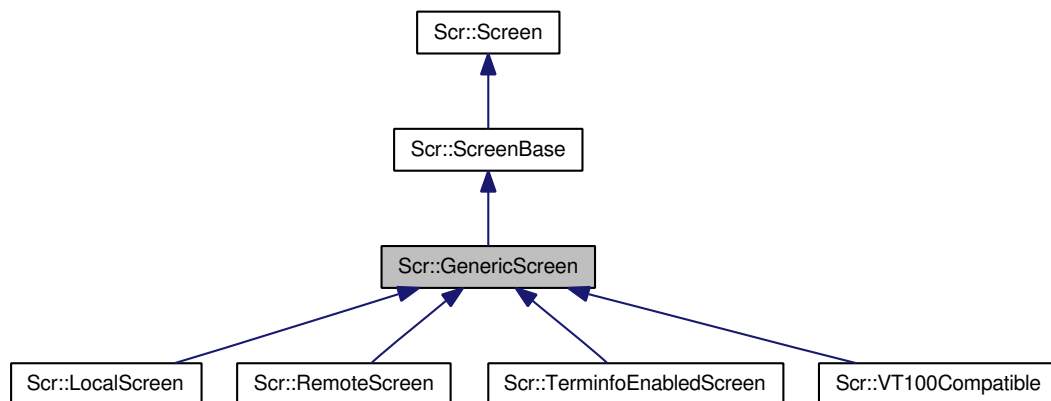 Scr::Screen
Scr::ScreenBase
Scr::GenericScreen
Scr::LocalScreen
Scr::RemoteScreen
Scr::TerminfoEnabledScreen
Scr::VT100Compatible